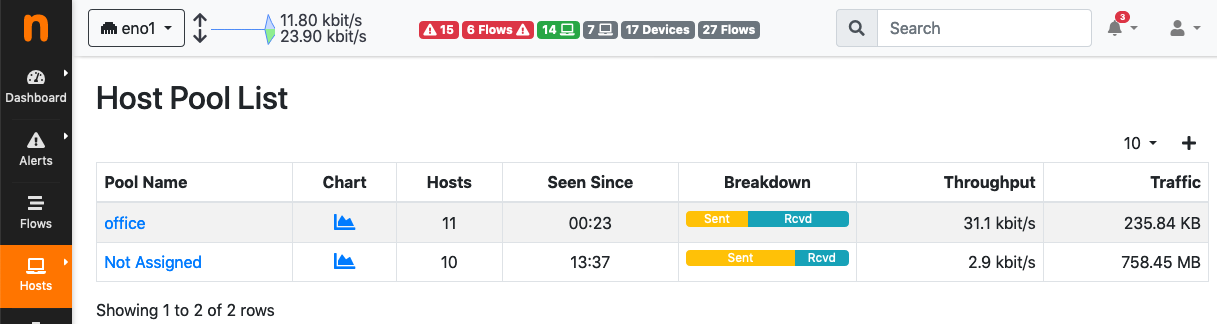 n
eno1
11.80 kbit/s
23.90 kbit/s
15
6 Flows
14
7
17 Devices
27 Flows
Search
3
Dashboard
Alerts
Flows
Hosts
Host Pool List
10
Pool Name Chart Hosts Seen Since Breakdown Throughput Traffic
office 11 00:23 Sent Rcvd 31.1 kbit/s 235.84 KB
Not Assigned 10 13:37 Sent Rcvd 2.9 kbit/s 758.45 MB
Showing 1 to 2 of 2 rows